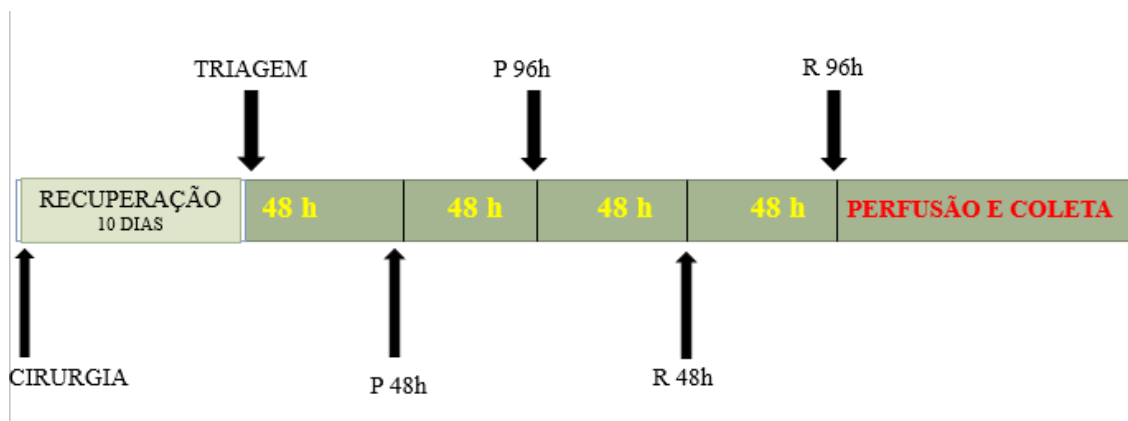 TRIAGEM
P 96h
R 96h
RECUPERAÇÃO
10 DIAS
48 h
48 h
48 h
48 h
PERFUSÃO E COLETA
CIRURGIA
P 48h
R 48h